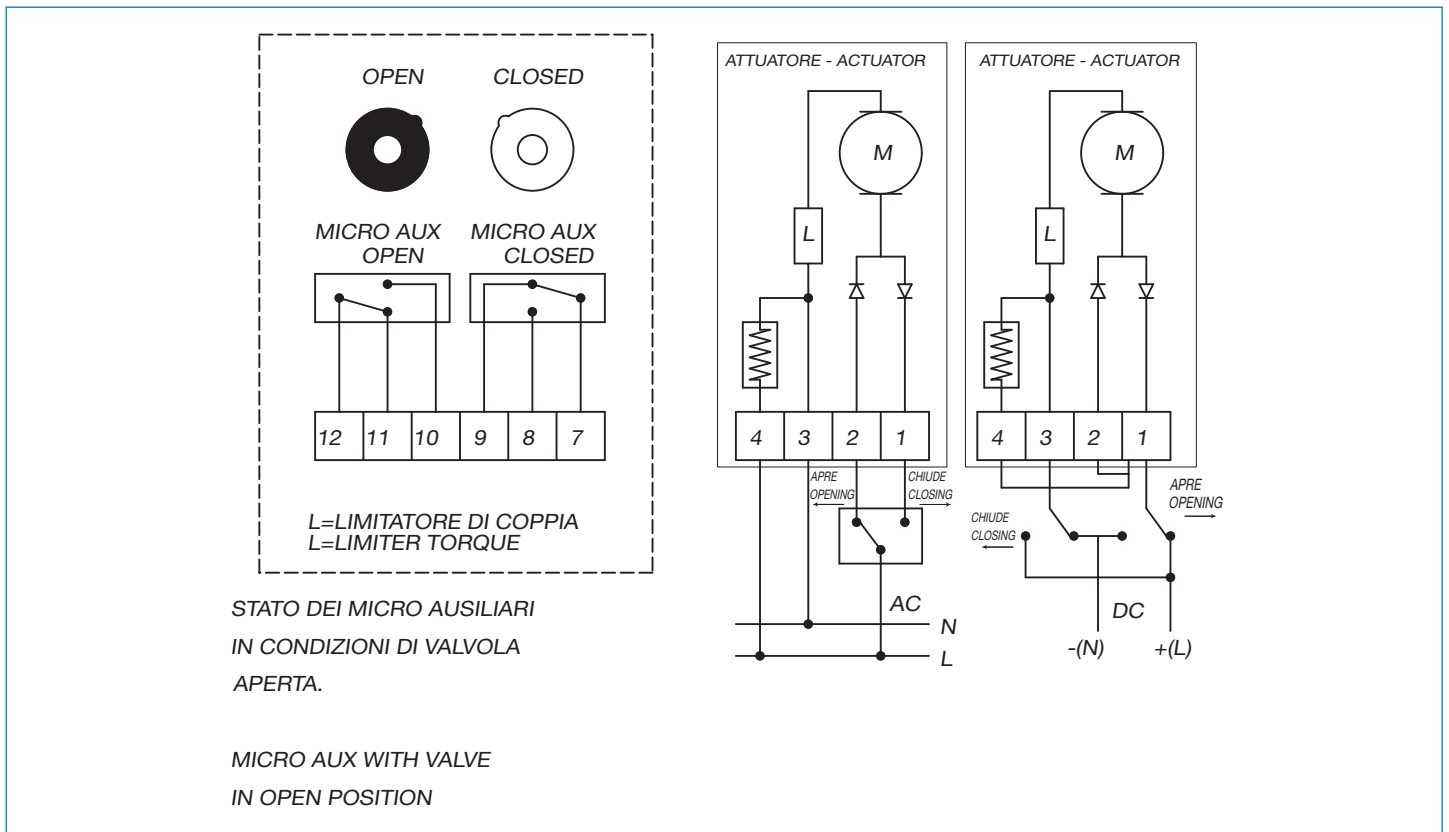 OPEN
CLOSED
MICRO AUX
OPEN
MICRO AUX
CLOSED
12 11 10 9 8 7
L=LIMITATORE DI COPPIA
L=LIMITER TORQUE
STATO DEI MICRO AUSILIARI
IN CONDIZIONI DI VALVOLA
APERTA.
MICRO AUX WITH VALVE
IN OPEN POSITION
ATTUATORE - ACTUATOR
M
L
4 3 2 1
APRE
OPENING
CHIUDE
CLOSING
AC
N
L
ATTUATORE - ACTUATOR
M
L
4 3 2 1
APRE
OPENING
CHIUDE
CLOSING
DC
-(N)
+(L)